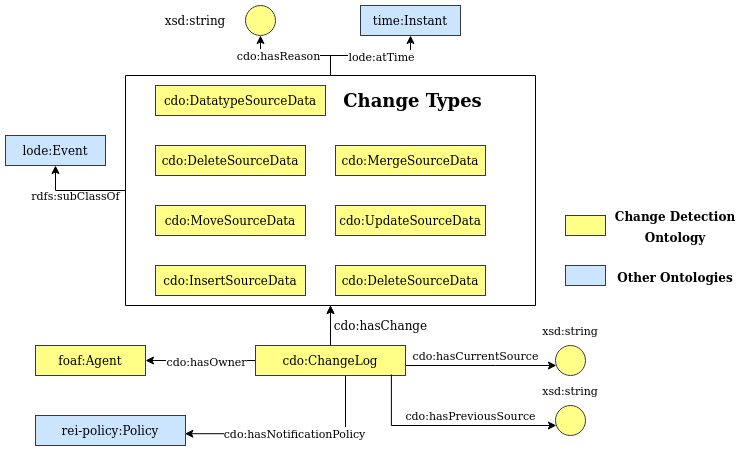 xsd:string
time:Instant
cdo:hasReason
lode:atTime
cdo:DatatypeSourceData
Change Types
lode:Event
cdo:DeleteSourceData
cdo:MergeSourceData
rdfs:subClassOf
cdo:MoveSourceData
cdo:UpdateSourceData
Change Detection
Ontology
cdo:InsertSourceData
cdo:DeleteSourceData
Other Ontologies
cdo:hasChange
xsd:string
foaf:Agent
cdo:hasOwner
cdo:ChangeLog
cdo:hasCurrentSource
xsd:string
rei-policy:Policy
cdo:hasNotificationPolicy
cdo:hasPreviousSource